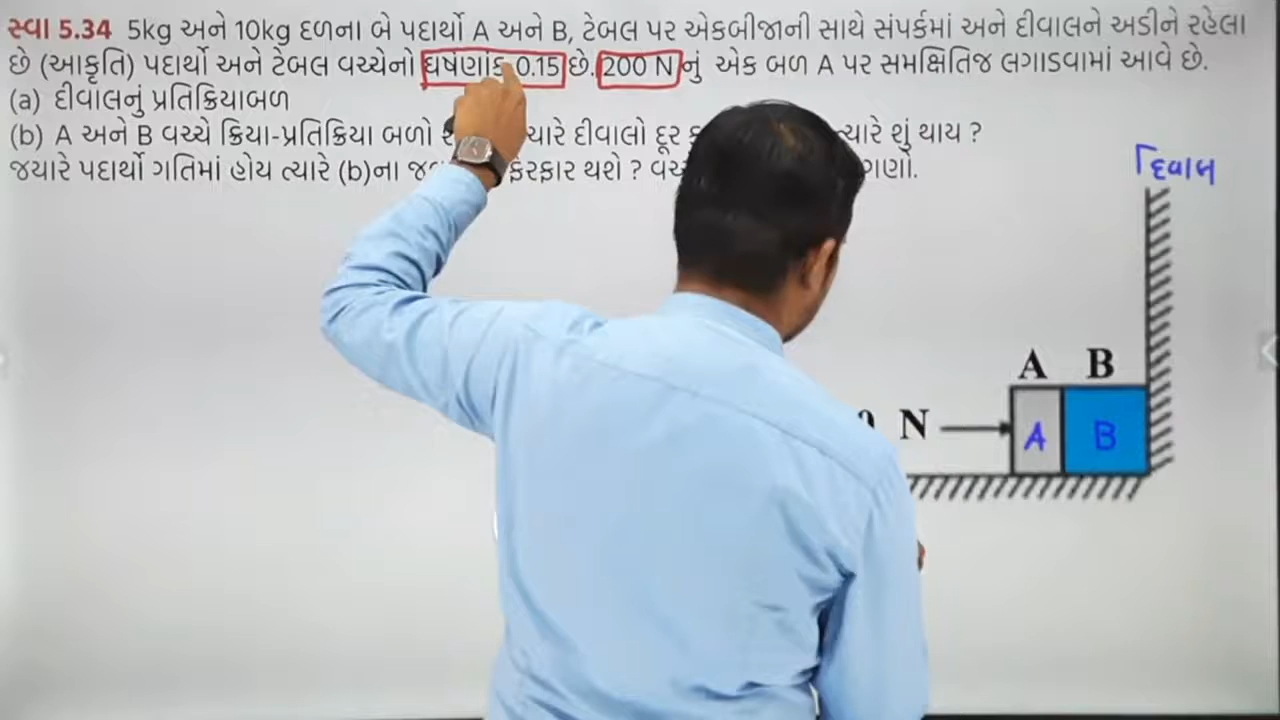 સ્વા 5.34 5kg અને 10kg દળના બે પદાર્થો A અને B, ટેબલ પર એકબીજાની સાથે સંપર્કમાં અને દીવાલને અડીને રહેલા
છે (આકૃતિ) પદાર્થો અને ટેબલ વચ્ચેનો ઘર્ષણાંક 0.15 છે. 200 N નું એક બળ A પર સમક્ષિતિજ લગાડવામાં આવે છે.
(a) દીવાલનું પ્રતિક્રિયાબળ
(b) A અને B વચ્ચે ક્રિયા-પ્રતિક્રિયા બળો દીવાલો દૂર ત્યારે શું થાય ?
જયારે પદાર્થો ગતિમાં હોય ત્યારે (b)ના ફેરફાર થશે ?
દિવાલ
A B
N
A B